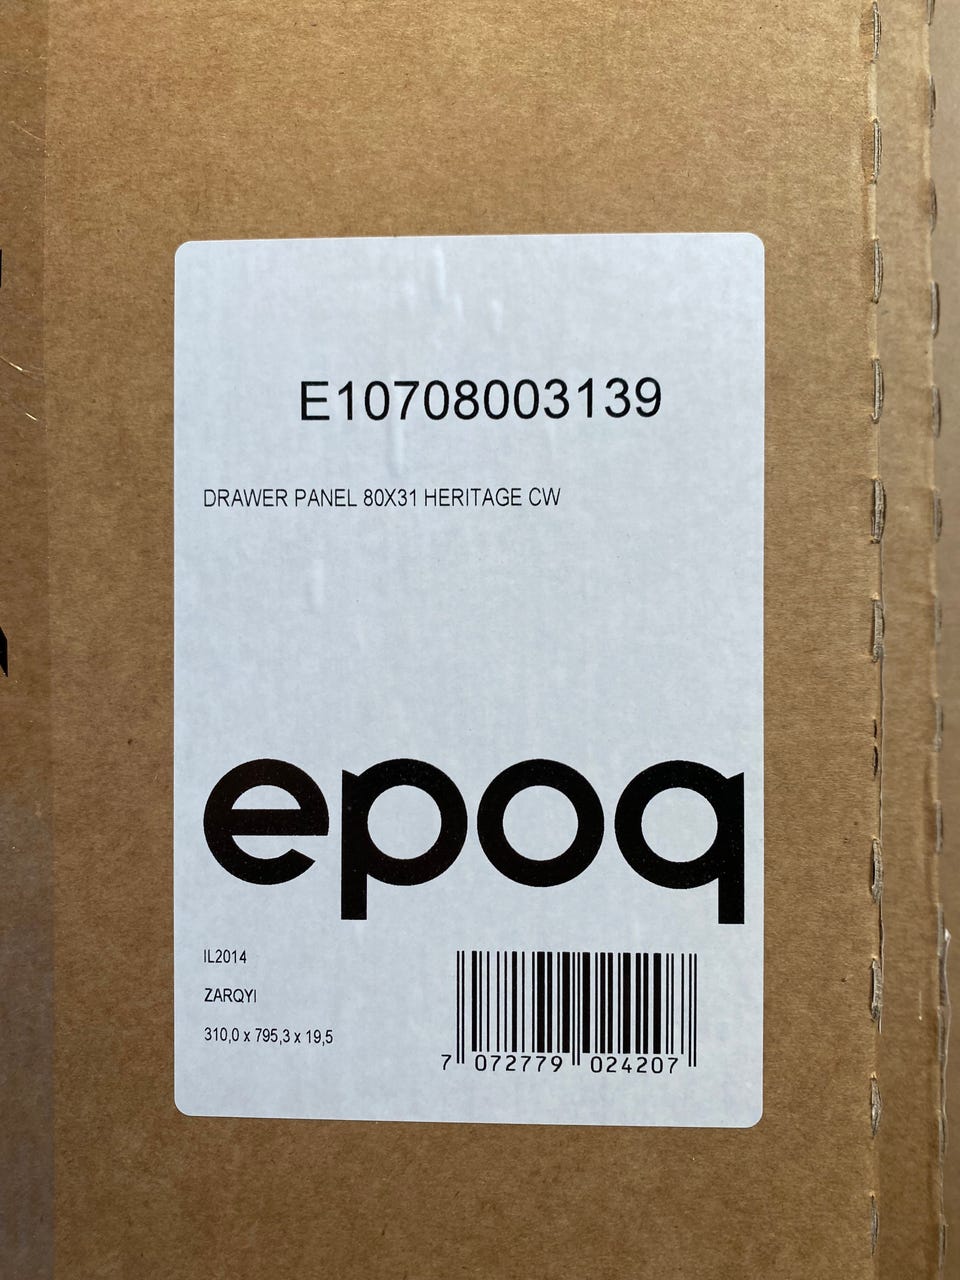 E10708003139
DRAWER PANEL 80X31 HERITAGE CW
epoq
IL2014
ZARQYI
310,0 x 795,3 x 19,5
7 072779 024207